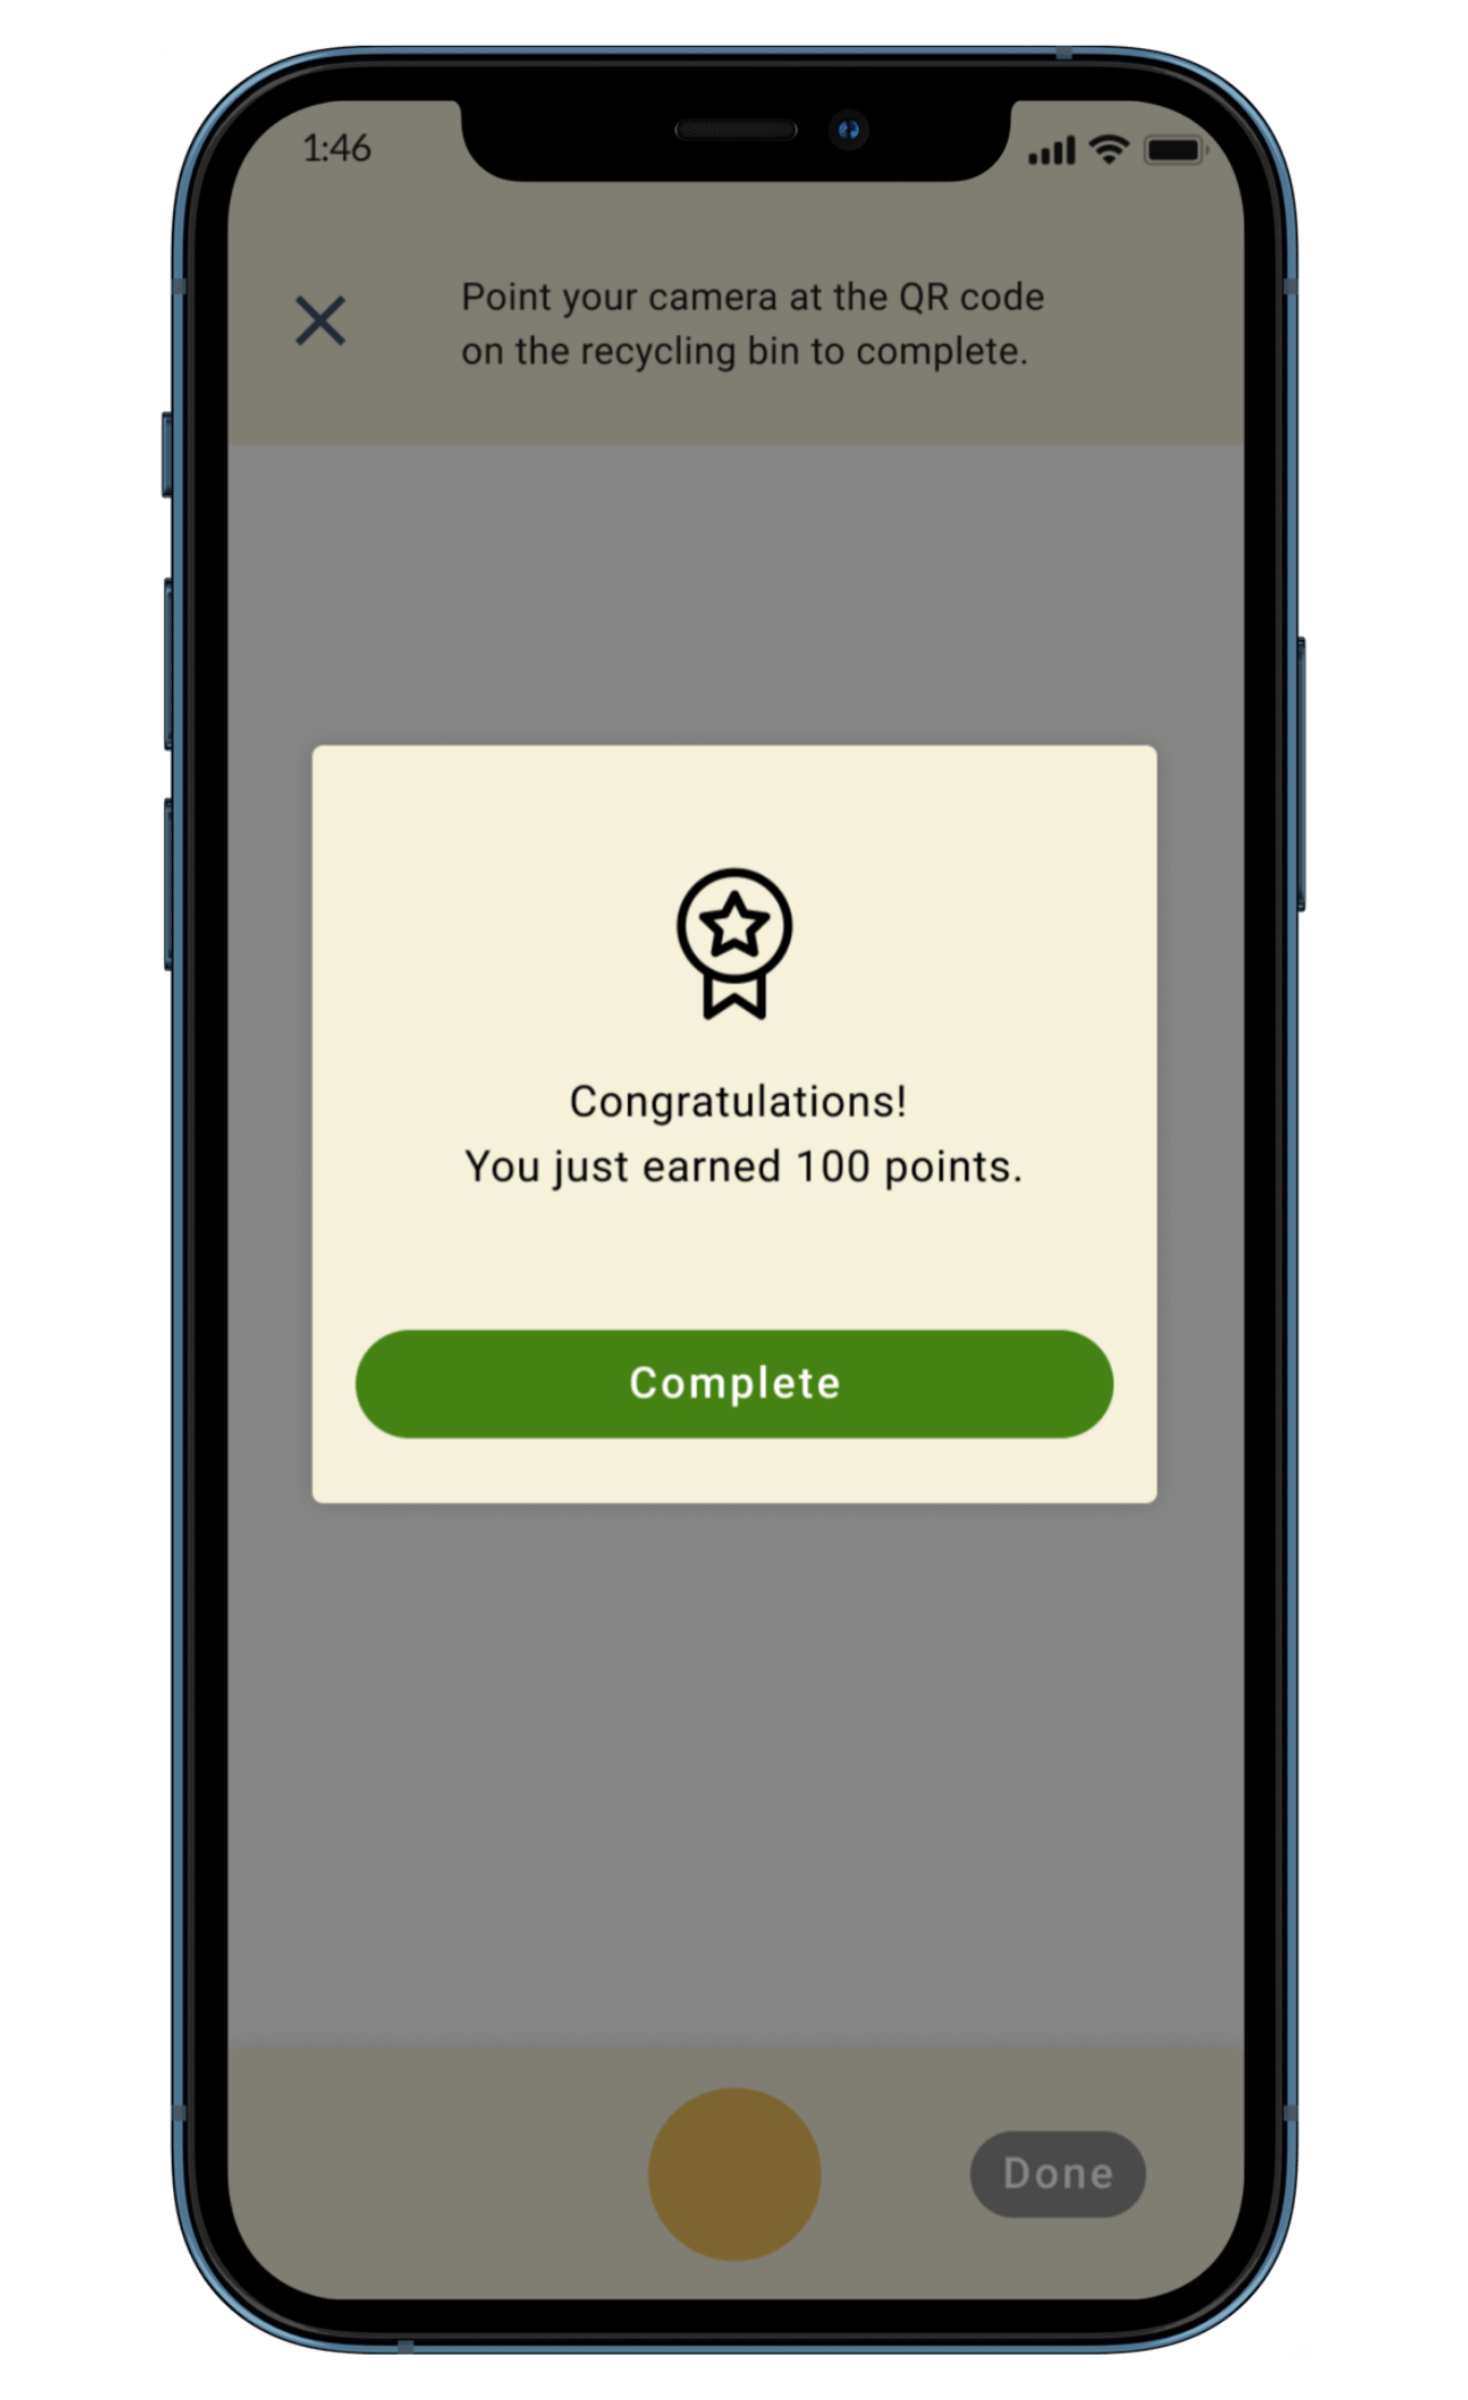 1:46
Point your camera at the QR code
on the recycling bin to complete.
Congratulations!
You just earned 100 points.
Complete
Done